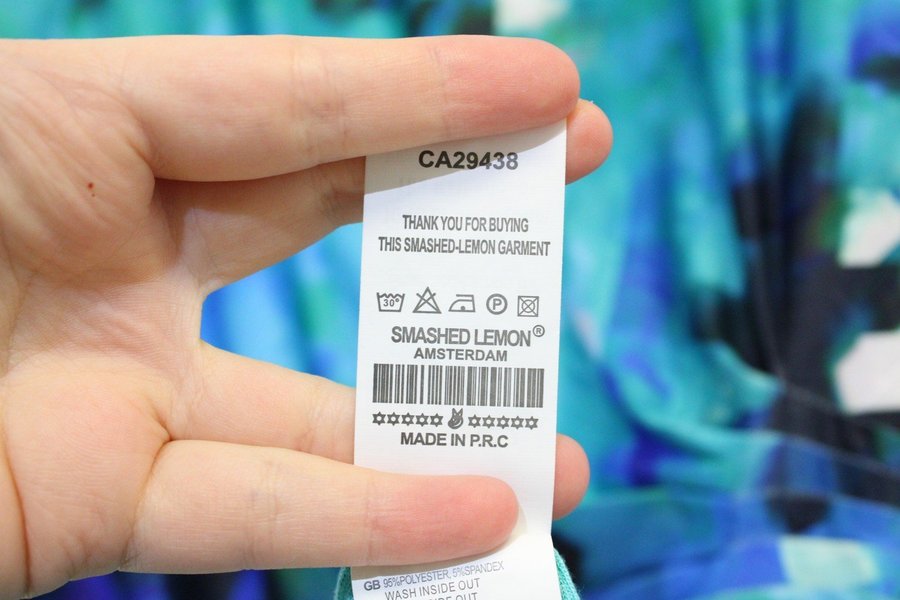 CA29438
THANK YOU FOR BUYING
THIS SMASHED-LEMON GARMENT
30°
P
SMASHED LEMON®
AMSTERDAM
MADE IN P.R.C
GB 95%POLYESTER, 5%SPANDEX
WASH INSIDE OUT
OUT